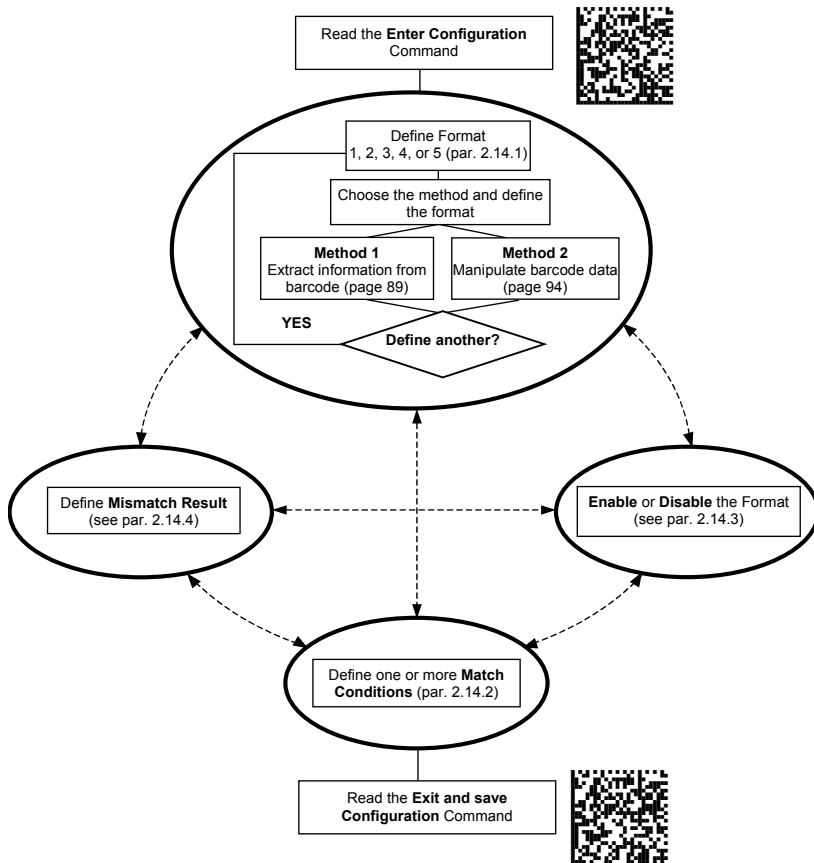 Read the Enter Configuration
Command
Define Format
1, 2, 3, 4, or 5 (par. 2.14.1)
Choose the method and define
the format
Method 1
Extract information from
barcode (page 89)
Method 2
Manipulate barcode data
(page 94)
YES
Define another?
Define Mismatch Result
(see par. 2.14.4)
Enable or Disable the Format
(see par. 2.14.3)
Define one or more Match
Conditions (par. 2.14.2)
Read the Exit and save
Configuration Command